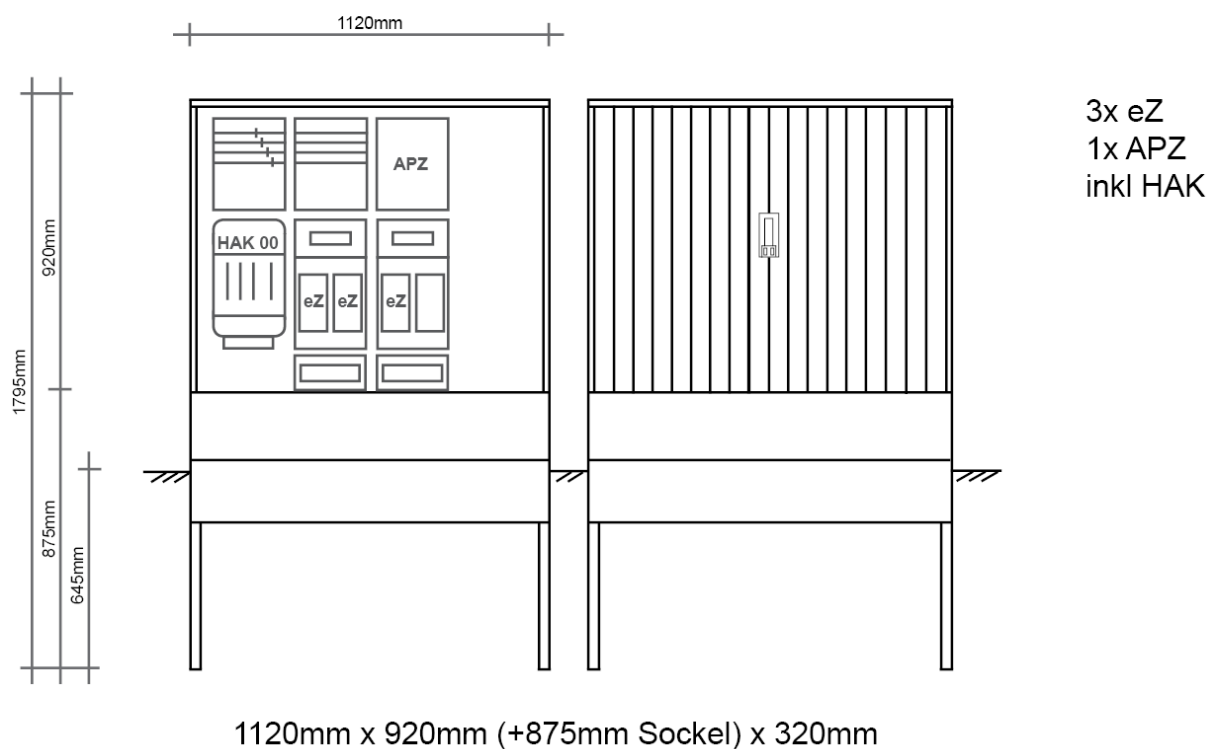 1120mm
3x eZ
1x APZ
inkl HAK
APZ
HAK 00
920mm
eZ
eZ
eZ
1795mm
875mm
645mm
1120mm x 920mm (+875mm Sockel) x 320mm